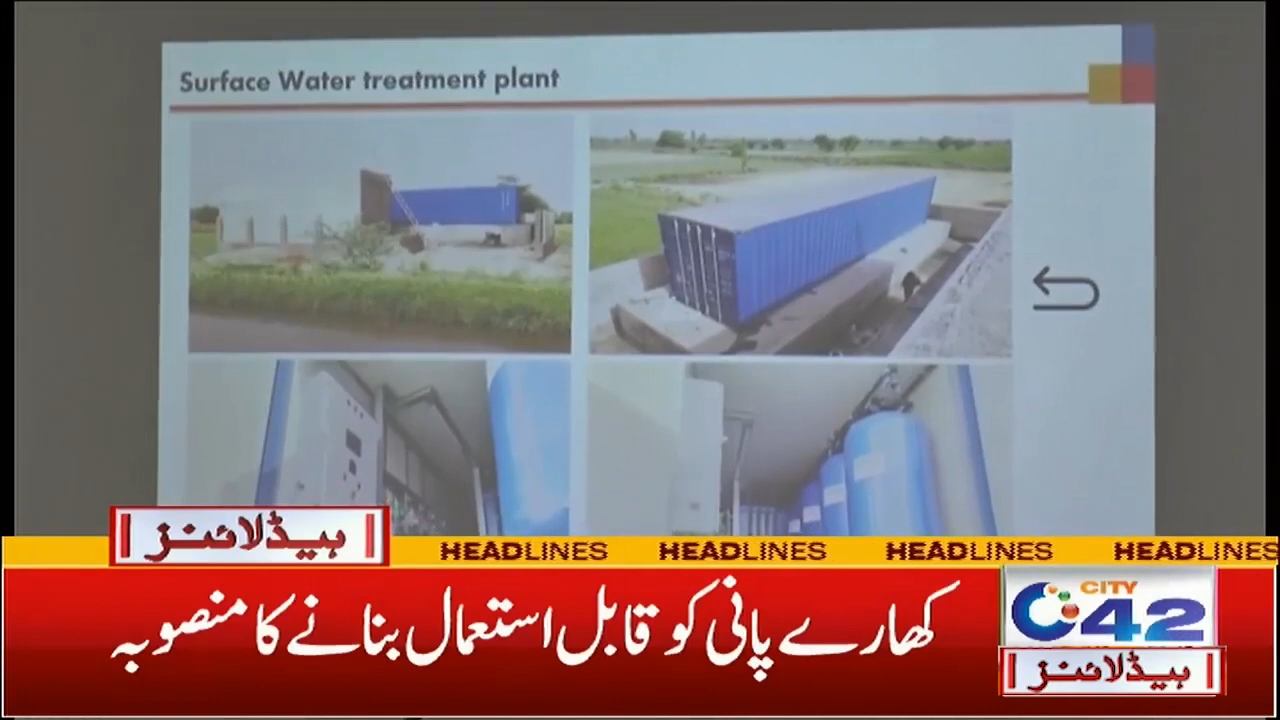 Surface Water treatment plant
ہیڈلائنز
HEADLINES HEADLINES HEADLINES HEADLINES
کھارے پانی کو قابل استعمال بنانے کا منصوبہ
CITY
42
ہیڈلائنز